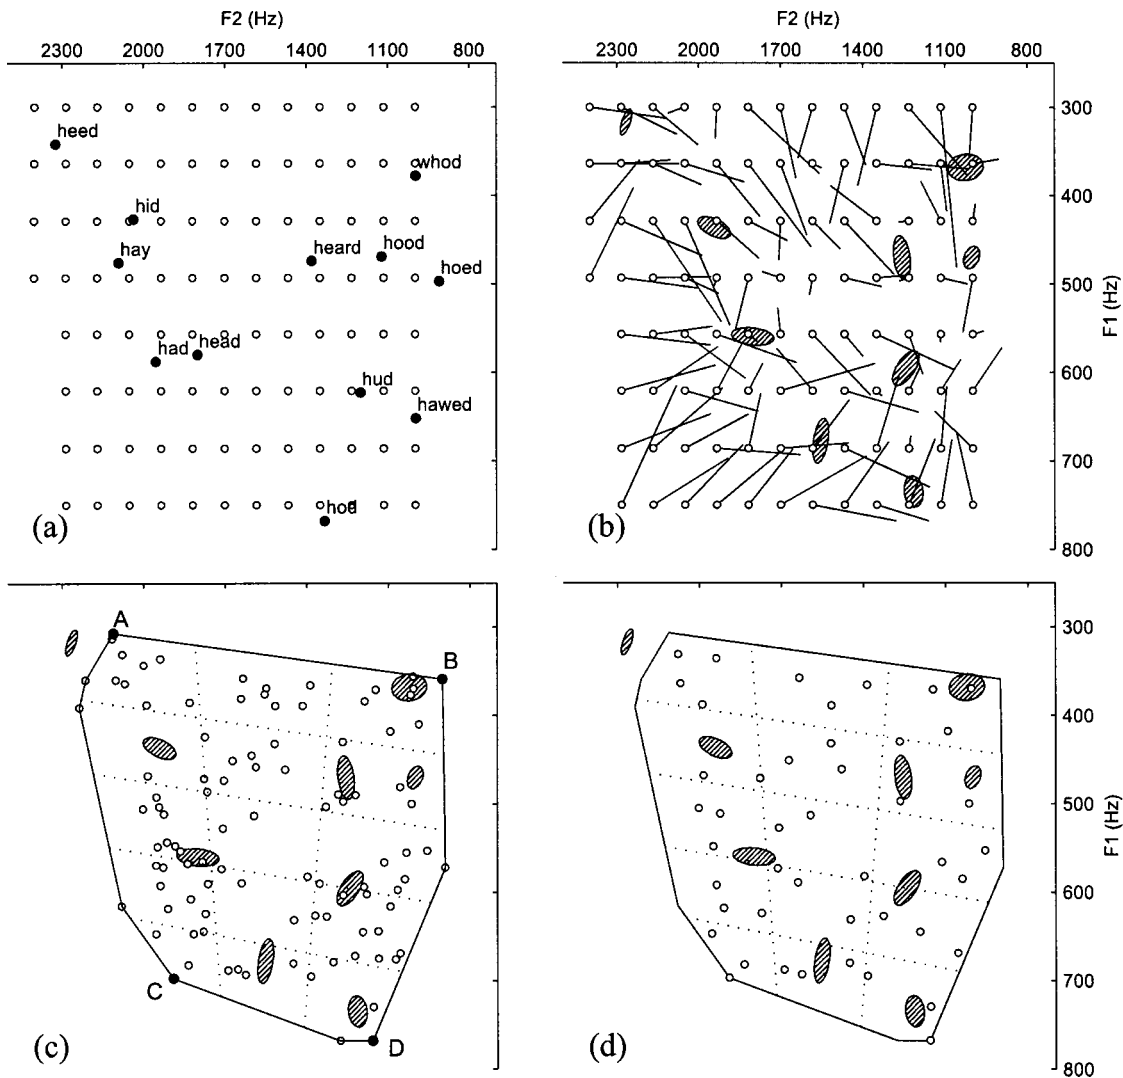 F2 (Hz) F2 (Hz)
2300 2000 1700 1400 1100 800 2300 2000 1700 1400 1100 800
300
heed
whod
400
hid
hay heard hood
hoed
500
F1 (Hz)
had head
600
hud
hawed
700
hod
(a) (b)
800
A
300
B
400
500
F1 (Hz)
600
C
700
D
(c) (d)
800